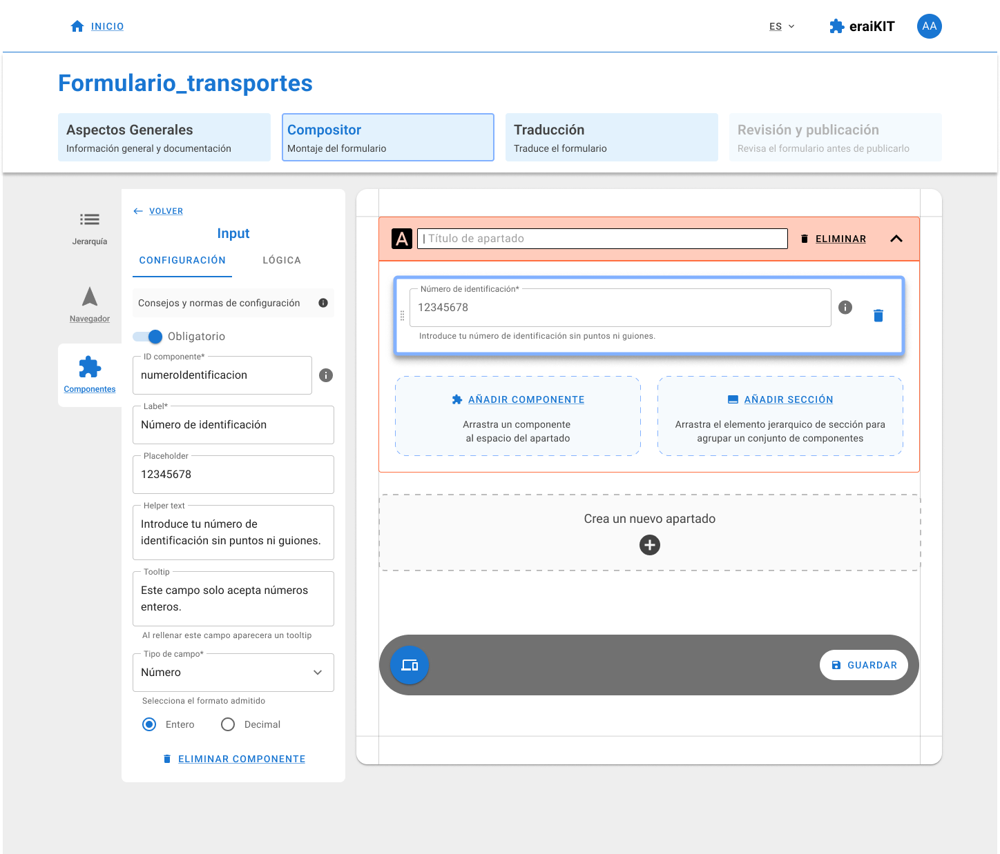 INICIO
ES
eraiKIT
AA
Formulario_transportes
Aspectos Generales
Información general y documentación
Compositor
Montaje del formulario
Traducción
Traduce el formulario
Revisión y publicación
Revisa el formulario antes de publicarlo
Jerarquía
Navegador
Componentes
VOLVER
Input
CONFIGURACIÓN
LÓGICA
Consejos y normas de configuración
Obligatorio
ID componente*
numeroIdentificacion
Label*
Número de identificación
Placeholder
12345678
Helper text
Introduce tu número de
identificación sin puntos ni guiones.
Tooltip
Este campo solo acepta números
enteros.
Al rellenar este campo aparecera un tooltip
Tipo de campo*
Número
Selecciona el formato admitido
Entero
Decimal
ELIMINAR COMPONENTE
A
Título de apartado
ELIMINAR
Número de identificación*
12345678
Introduce tu número de identificación sin puntos ni guiones.
AÑADIR COMPONENTE
Arrastra un componente
al espacio del apartado
AÑADIR SECCIÓN
Arrastra el elemento jerarquico de sección para
agrupar un conjunto de componentes
Crea un nuevo apartado
GUARDAR